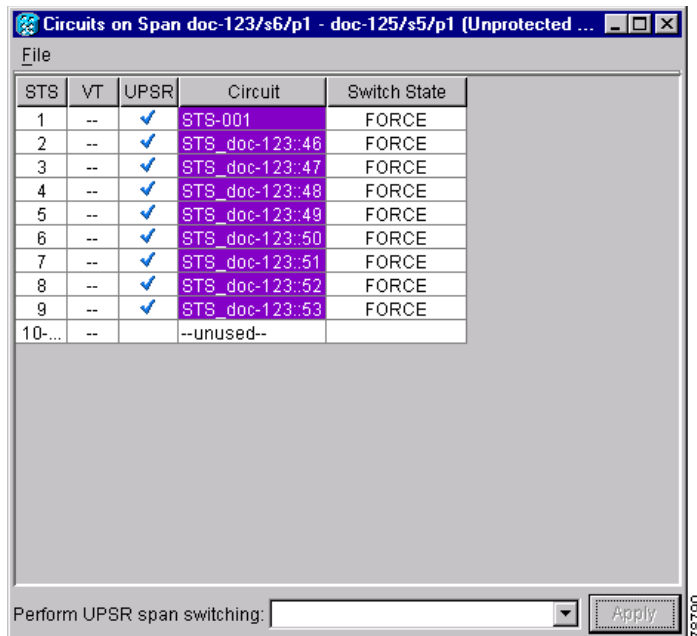 Circuits on Span doc-123/s6/p1 - doc-125/s5/p1 (Unprotected ...
File
STS VT UPSR Circuit Switch State
1 -- ✓ STS-001 FORCE
2 -- ✓ STS_doc-123::46 FORCE
3 -- ✓ STS_doc-123::47 FORCE
4 -- ✓ STS_doc-123::48 FORCE
5 -- ✓ STS_doc-123::49 FORCE
6 -- ✓ STS_doc-123::50 FORCE
7 -- ✓ STS_doc-123::51 FORCE
8 -- ✓ STS_doc-123::52 FORCE
9 -- ✓ STS_doc-123::53 FORCE
10-... -- --unused--
Perform UPSR span switching: Apply